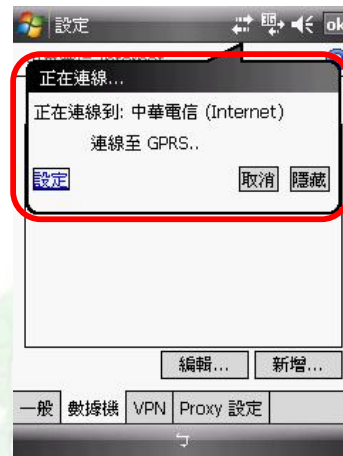 設定 ok
正在連線...
正在連線到: 中華電信 (Internet)
連線至 GPRS..
設定 取消 隱藏
編輯... 新增...
一般 數據機 VPN Proxy 設定